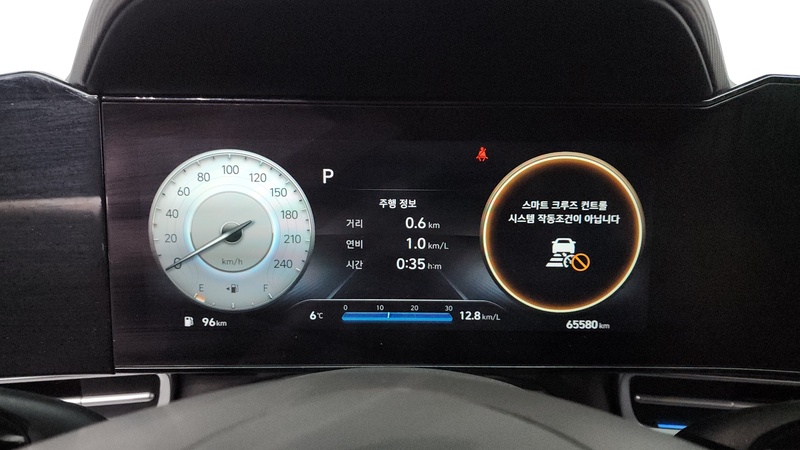 100
80
120
60
150
40
180
20
210
0
km/h
240
E
F
96km
P
주행 정보
거리 0.6 km
연비 1.0 km/L
시간 0:35 h:m
6℃
0 10 20 30
12.8 km/L
스마트 크루즈 컨트롤
시스템 작동조건이 아닙니다
65580 km